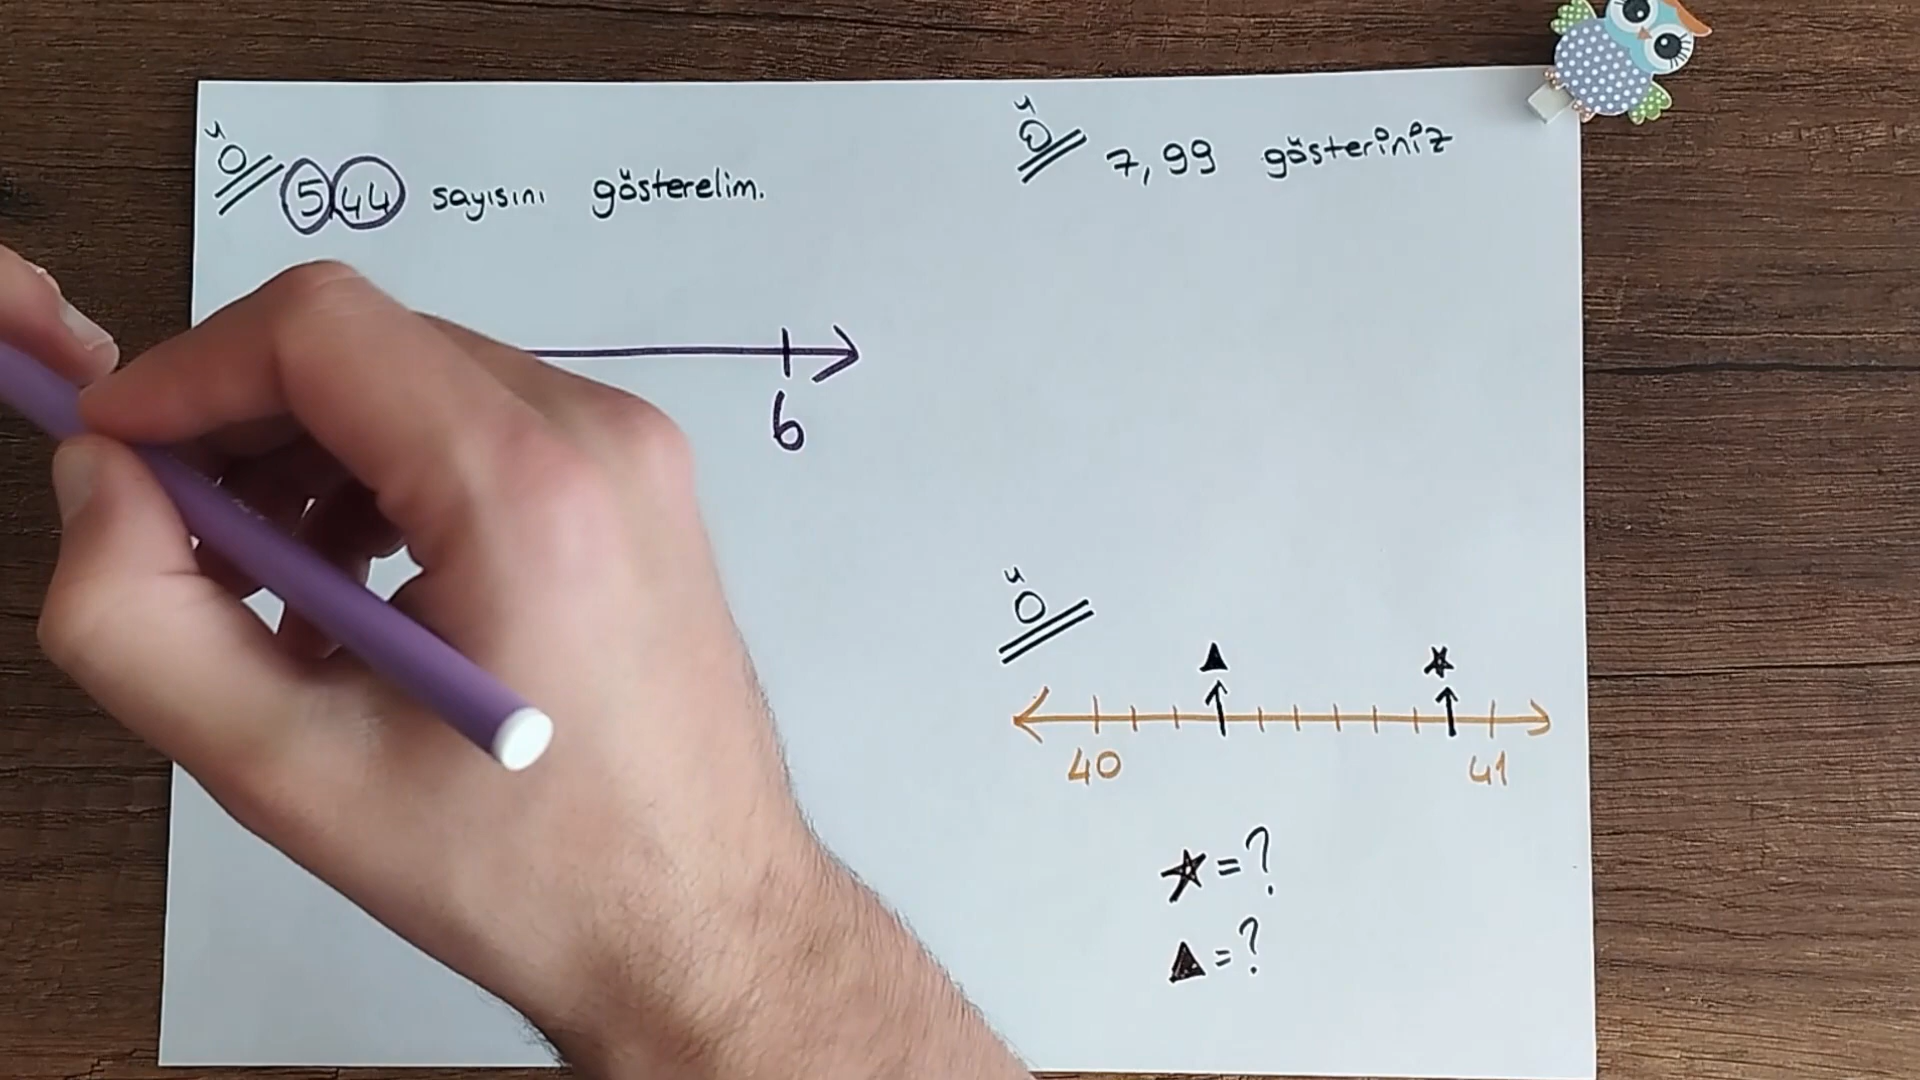 Ö// 5,44 sayısını gösterelim.
6
Ö// 7,99 gösteriniz
Ö//
▲ ★
40 41
★ = ?
▲ = ?